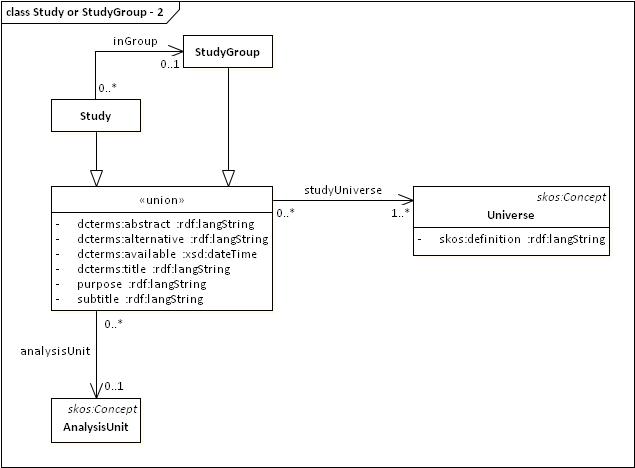 class Study or StudyGroup - 2
inGroup
StudyGroup
0..1
0..*
Study
«union»
- dcterms:abstract :rdf:langString
- dcterms:alternative :rdf:langString
- dcterms:available :xsd:dateTime
- dcterms:title :rdf:langString
- purpose :rdf:langString
- subtitle :rdf:langString
studyUniverse
0..*
1..*
skos:Concept
Universe
- skos:definition :rdf:langString
0..*
analysisUnit
0..1
skos:Concept
AnalysisUnit